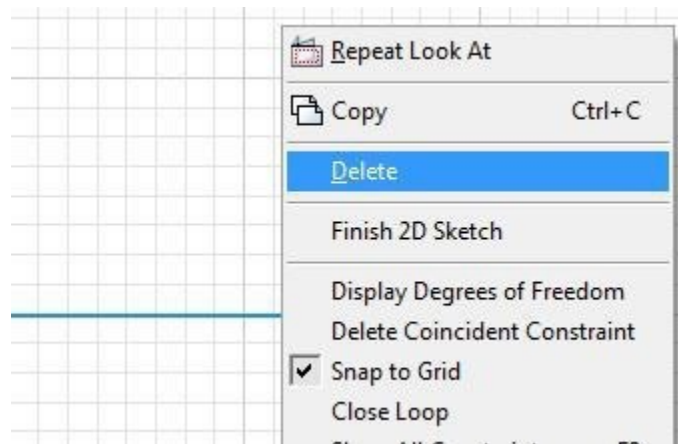 Repeat Look At
Copy Ctrl+C
Delete
Finish 2D Sketch
Display Degrees of Freedom
Delete Coincident Constraint
Snap to Grid
Close Loop